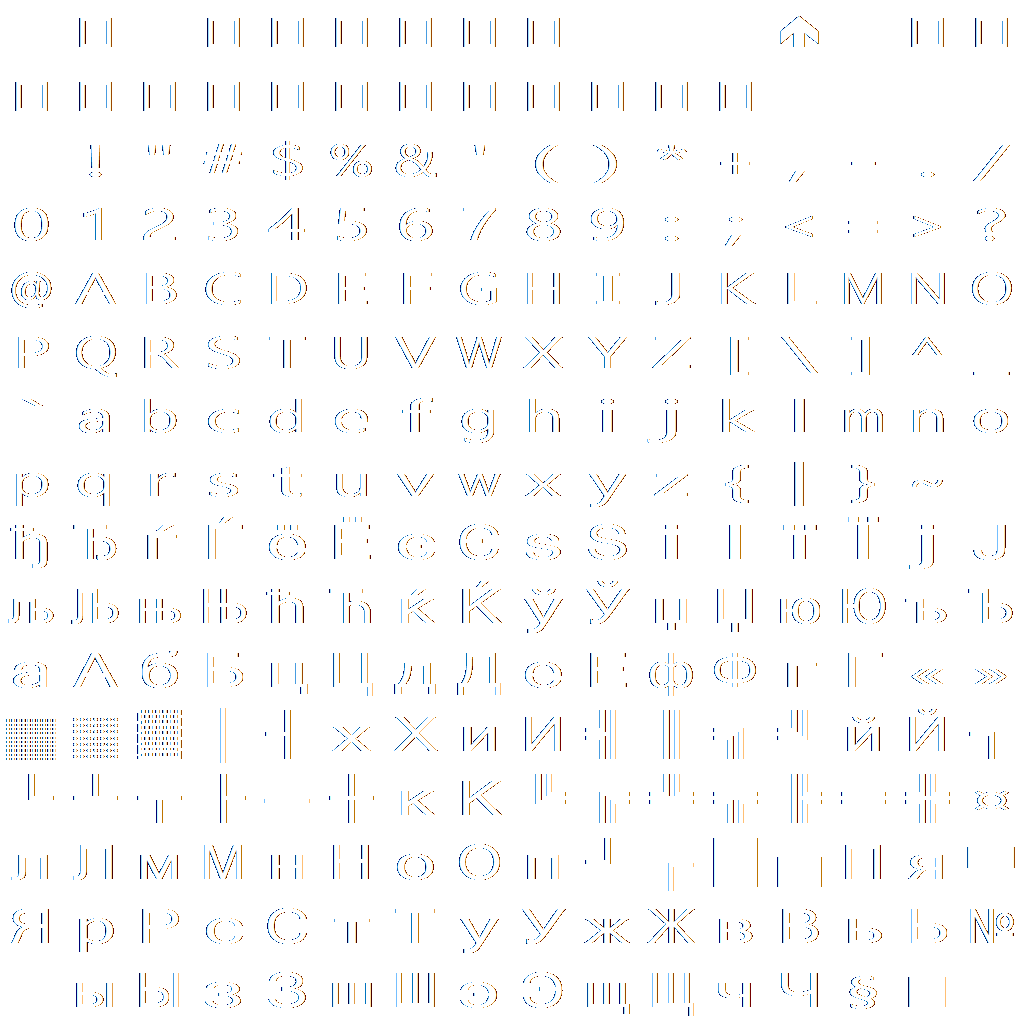 ! " # $ % & ' ( ) * + , - . /
0 1 2 3 4 5 6 7 8 9 : ; < = > ?
@ A B C D E F G H I J K L M N O
P Q R S T U V W X Y Z [ \ ] ^ _
` a b c d e f g h i j k l m n o
p q r s t u v w x y z { | } ~
ђ Ђ ѓ Ѓ ё Ё є Є ѕ Ѕ і І ї Ї ј Ј
љ Љ њ Њ ћ Ћ ќ Ќ ў Ў џ Џ ю Ю ъ Ъ
а А б Б ц Ц д Д е Е ф Ф г Г « »
░ ▒ ▓ │ ┤ х Х и И ╣ ║ ╗ ╝ й Й ┐
└ ┴ ┬ ├ ─ ┼ к К ╚ ╔ ╩ ╦ ╠ ═ ╬ ¤
л Л м М н Н о О п ┘ ┌ █ ▄ П я ▀
Я р Р с С т Т у У ж Ж в В ь Ь №
ы Ы з З ш Ш э Э щ Щ ч Ч § ■